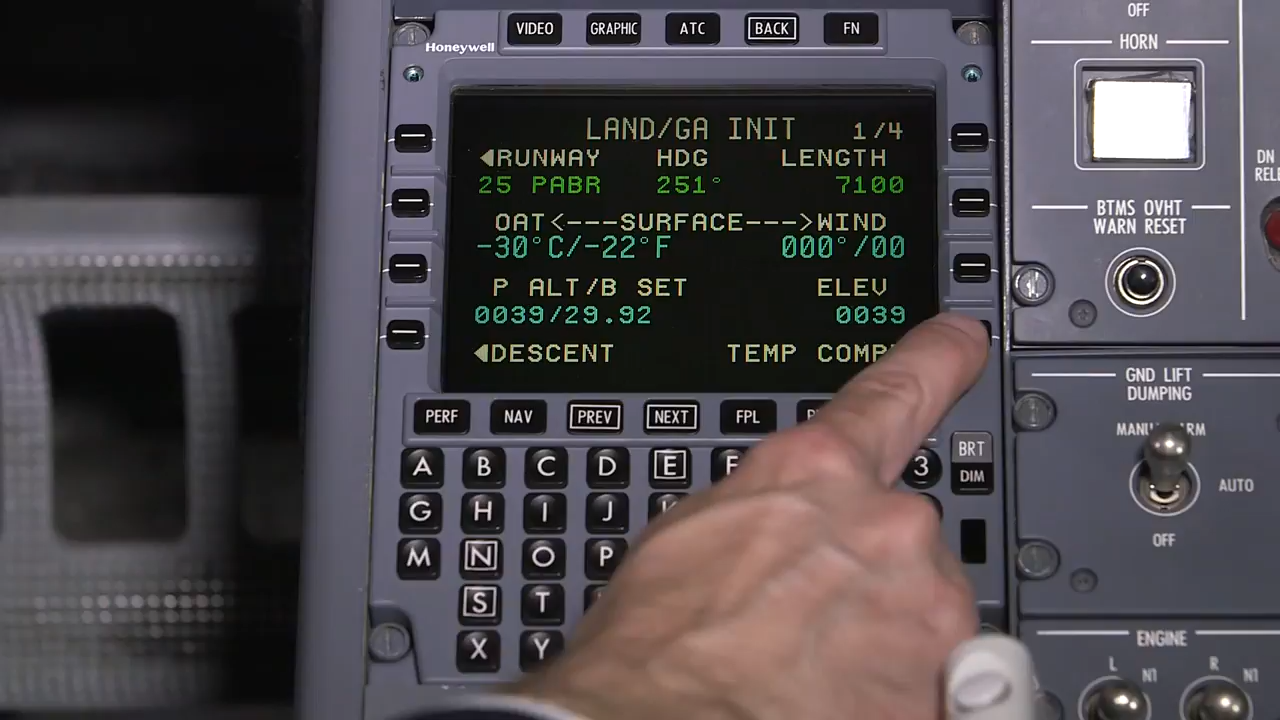 VIDEO GRAPHIC ATC BACK FN
Honeywell
LAND/GA INIT 1/4
◄RUNWAY HDG LENGTH
25 PABR 251° 7100
OAT<---SURFACE--->WIND
-30°C/-22°F 000°/00
P ALT/B SET ELEV
0039/29.92 0039
◄DESCENT TEMP
PERF NAV PREV NEXT FPL
A B C D E 3
BRT
DIM
G H I J
M N O P
S T
X Y
OFF
HORN
BTMS OVHT
WARN RESET
DN
GND LIFT
DUMPING
AUTO
OFF
ENGINE
L N1 R N1